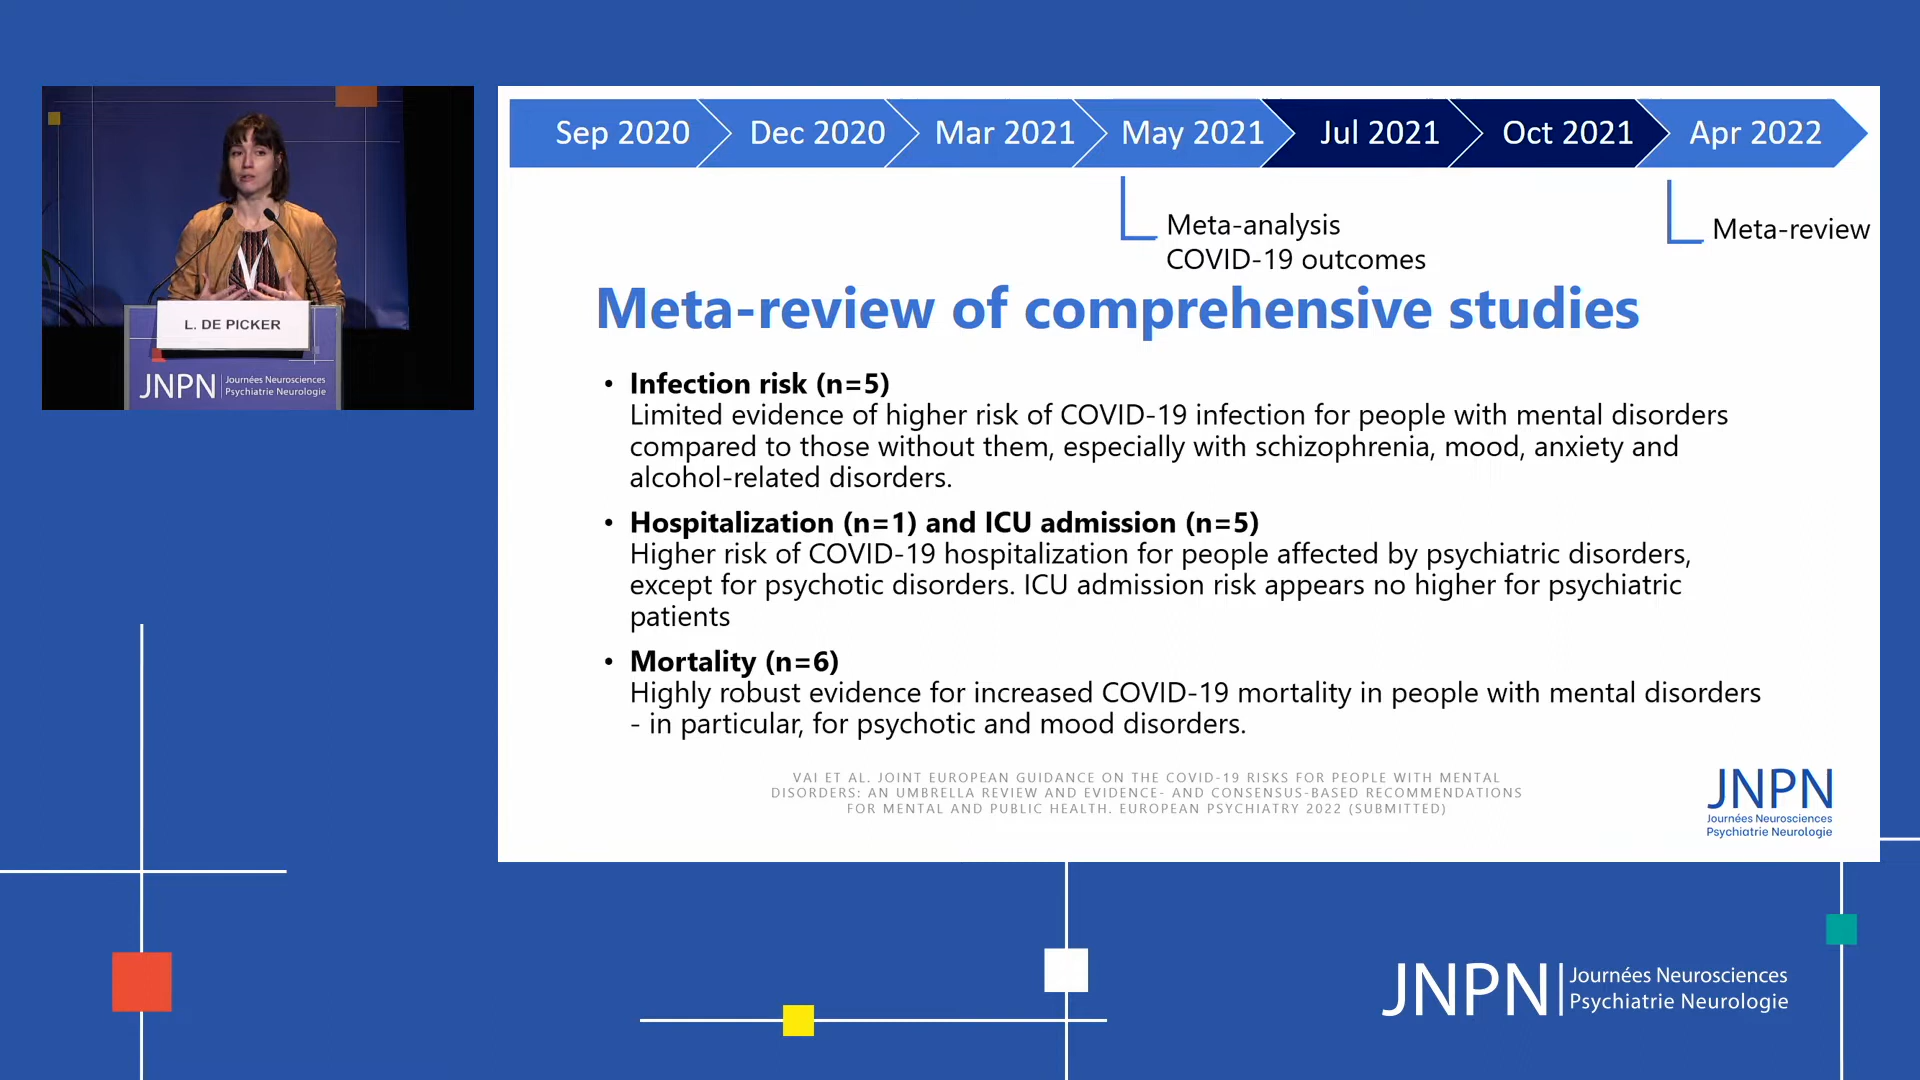 Sep 2020
Dec 2020
Mar 2021
May 2021
Jul 2021
Oct 2021
Apr 2022
Meta-analysis
COVID-19 outcomes
Meta-review
Meta-review of comprehensive studies
• Infection risk (n=5)
Limited evidence of higher risk of COVID-19 infection for people with mental disorders
compared to those without them, especially with schizophrenia, mood, anxiety and
alcohol-related disorders.
• Hospitalization (n=1) and ICU admission (n=5)
Higher risk of COVID-19 hospitalization for people affected by psychiatric disorders,
except for psychotic disorders. ICU admission risk appears no higher for psychiatric
patients
• Mortality (n=6)
Highly robust evidence for increased COVID-19 mortality in people with mental disorders
- in particular, for psychotic and mood disorders.
VAI ET AL. JOINT EUROPEAN GUIDANCE ON THE COVID-19 RISKS FOR PEOPLE WITH MENTAL
DISORDERS: AN UMBRELLA REVIEW AND EVIDENCE- AND CONSENSUS-BASED RECOMMENDATIONS
FOR MENTAL AND PUBLIC HEALTH. EUROPEAN PSYCHIATRY 2022 (SUBMITTED)
JNPN
Journées Neurosciences
Psychiatrie Neurologie
L. DE PICKER
JNPN
Journées Neurosciences
Psychiatrie Neurologie
JNPN
Journées Neurosciences
Psychiatrie Neurologie